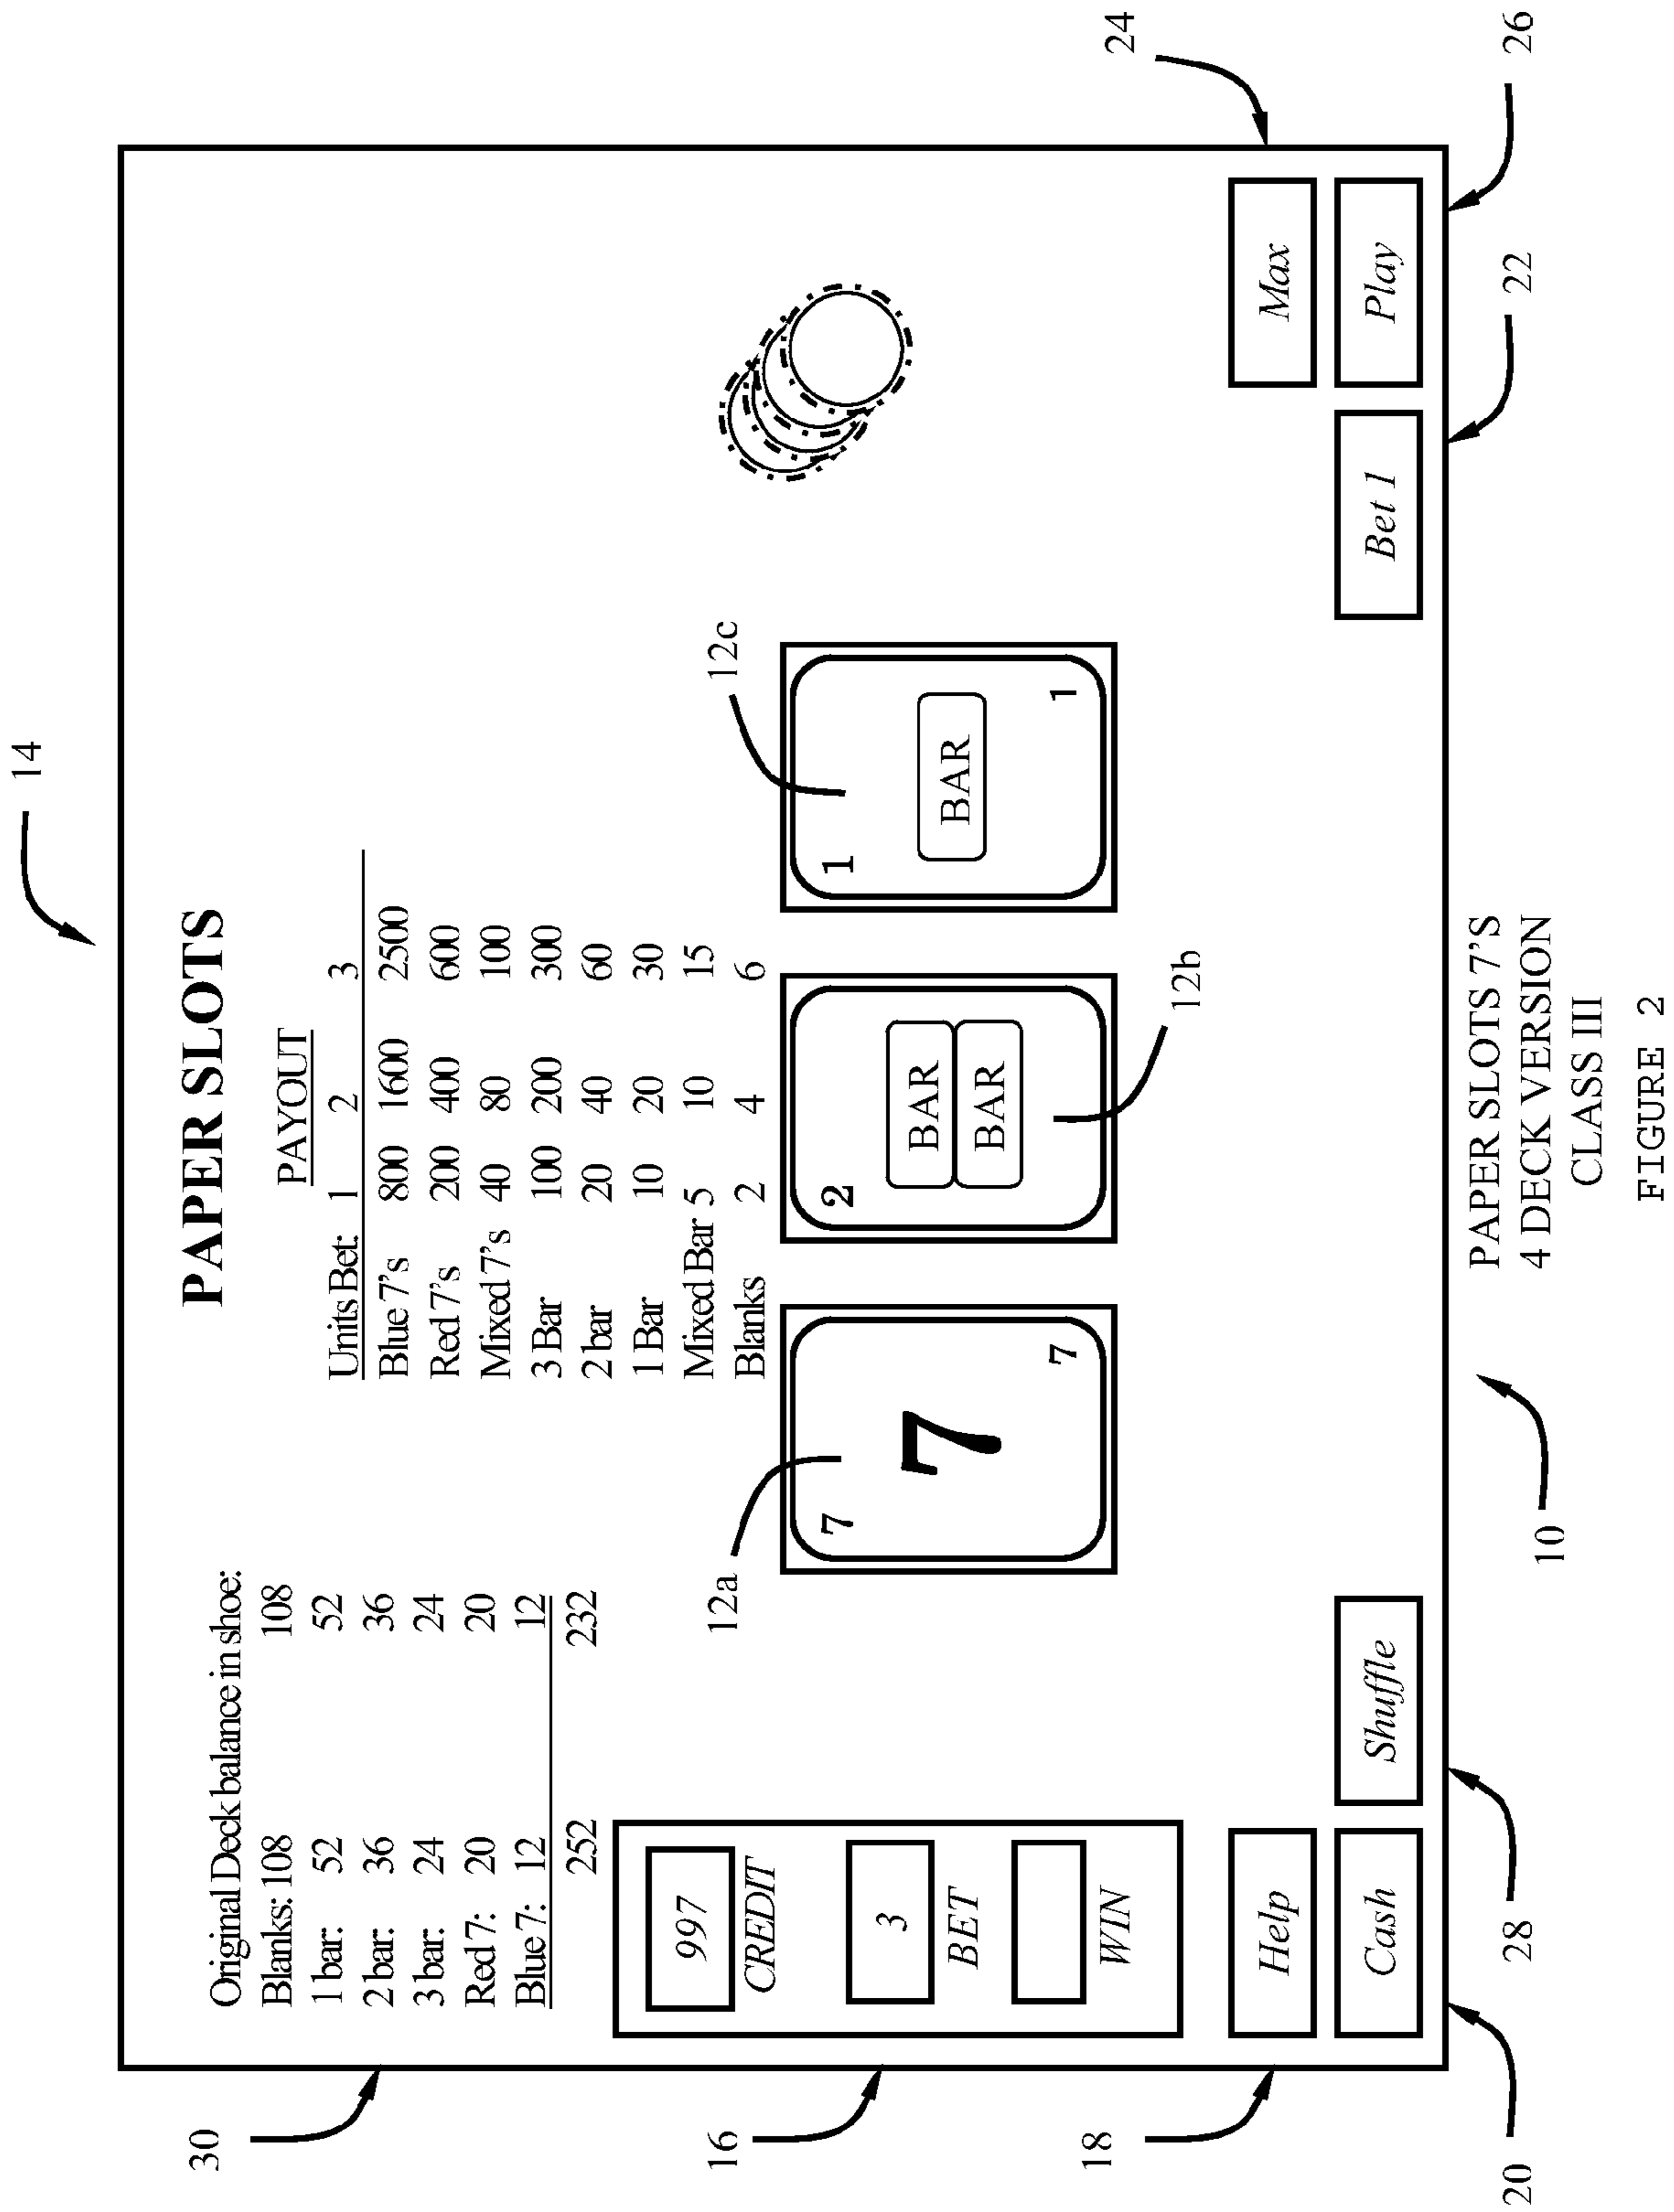 14
PAPER SLOTS
Original Deck balance in shoe:
Blanks: 108 108
1 bar: 52 52
2 bar: 36 36
3 bar: 24 24
Red 7: 20 20
Blue 7: 12 12
252 232
PAYOUT
Units Bet: 1 2 3
Blue 7's 800 1600 2500
Red 7's 200 400 600
Mixed 7's 40 80 100
3 Bar 100 200 300
2 bar 20 40 60
1 Bar 10 20 30
Mixed Bar 5 10 15
Blanks 2 4 6
30
16
18
20
997
CREDIT
3
BET
WIN
12a
7
7
7
2
BAR
BAR
12b
12c
1
BAR
1
24
Help
Max
Cash
Shuffle
Bet 1
Play
28
10
22
26
PAPER SLOTS 7'S
4 DECK VERSION
CLASS III
FIGURE 2